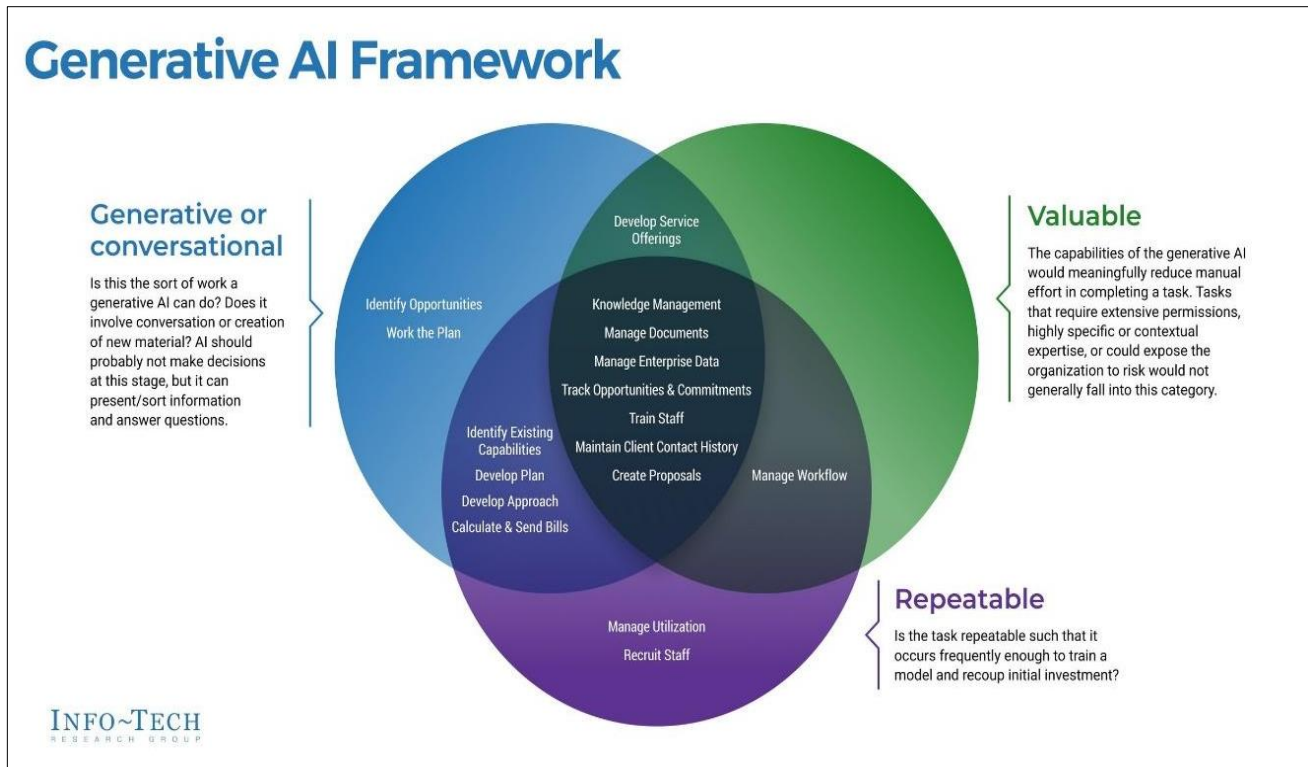 Generative AI Framework
Generative or
conversational
Is this the sort of work a
generative AI can do? Does it
involve conversation or creation
of new material? AI should
probably not make decisions
at this stage, but it can
present/sort information
and answer questions.
Identify Opportunities
Work the Plan
Develop Service
Offerings
Knowledge Management
Manage Documents
Manage Enterprise Data
Track Opportunities & Commitments
Train Staff
Maintain Client Contact History
Create Proposals
Identify Existing
Capabilities
Develop Plan
Develop Approach
Calculate & Send Bills
Manage Workflow
Manage Utilization
Recruit Staff
Valuable
The capabilities of the generative AI
would meaningfully reduce manual
effort in completing a task. Tasks
that require extensive permissions,
highly specific or contextual
expertise, or could expose the
organization to risk would not
generally fall into this category.
Repeatable
Is the task repeatable such that it
occurs frequently enough to train a
model and recoup initial investment?
INFO~TECH
RESEARCH GROUP